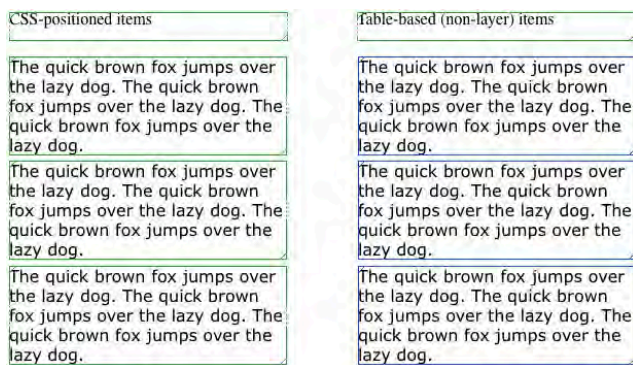 CSS-positioned items
The quick brown fox jumps over
the lazy dog. The quick brown
fox jumps over the lazy dog. The
quick brown fox jumps over the
lazy dog.
The quick brown fox jumps over
the lazy dog. The quick brown
fox jumps over the lazy dog. The
quick brown fox jumps over the
lazy dog.
The quick brown fox jumps over
the lazy dog. The quick brown
fox jumps over the lazy dog. The
quick brown fox jumps over the
lazy dog.
Table-based (non-layer) items
The quick brown fox jumps over
the lazy dog. The quick brown
fox jumps over the lazy dog. The
quick brown fox jumps over the
lazy dog.
The quick brown fox jumps over
the lazy dog. The quick brown
fox jumps over the lazy dog. The
quick brown fox jumps over the
lazy dog.
The quick brown fox jumps over
the lazy dog. The quick brown
fox jumps over the lazy dog. The
quick brown fox jumps over the
lazy dog.